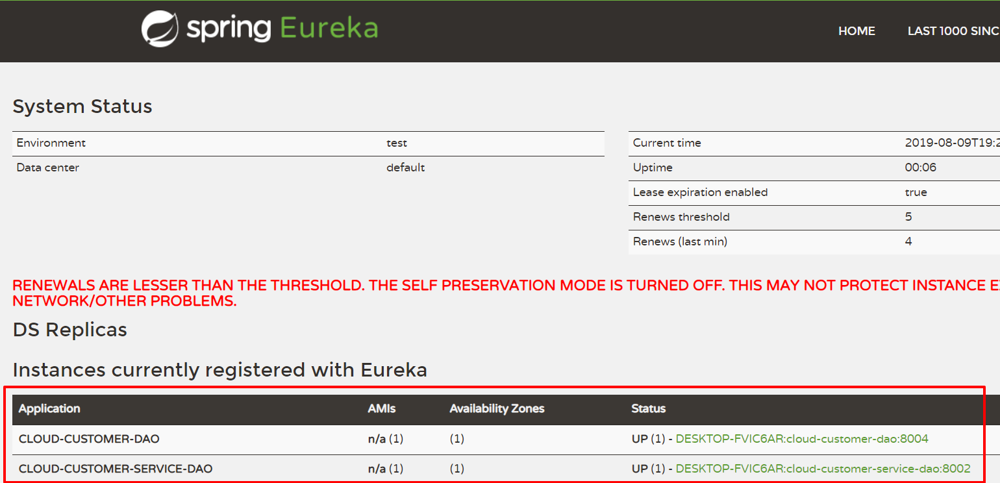 spring Eureka
HOME LAST 1000 SINC
System Status
Environment test
Data center default
Current time 2019-08-09T19:2
Uptime 00:06
Lease expiration enabled true
Renews threshold 5
Renews (last min) 4
RENEWALS ARE LESSER THAN THE THRESHOLD. THE SELF PRESERVATION MODE IS TURNED OFF. THIS MAY NOT PROTECT INSTANCE E
NETWORK/OTHER PROBLEMS.
DS Replicas
Instances currently registered with Eureka
Application AMIs Availability Zones Status
CLOUD-CUSTOMER-DAO n/a (1) (1) UP (1) - DESKTOP-FVIC6AR:cloud-customer-dao:8004
CLOUD-CUSTOMER-SERVICE-DAO n/a (1) (1) UP (1) - DESKTOP-FVIC6AR:cloud-customer-service-dao:8002